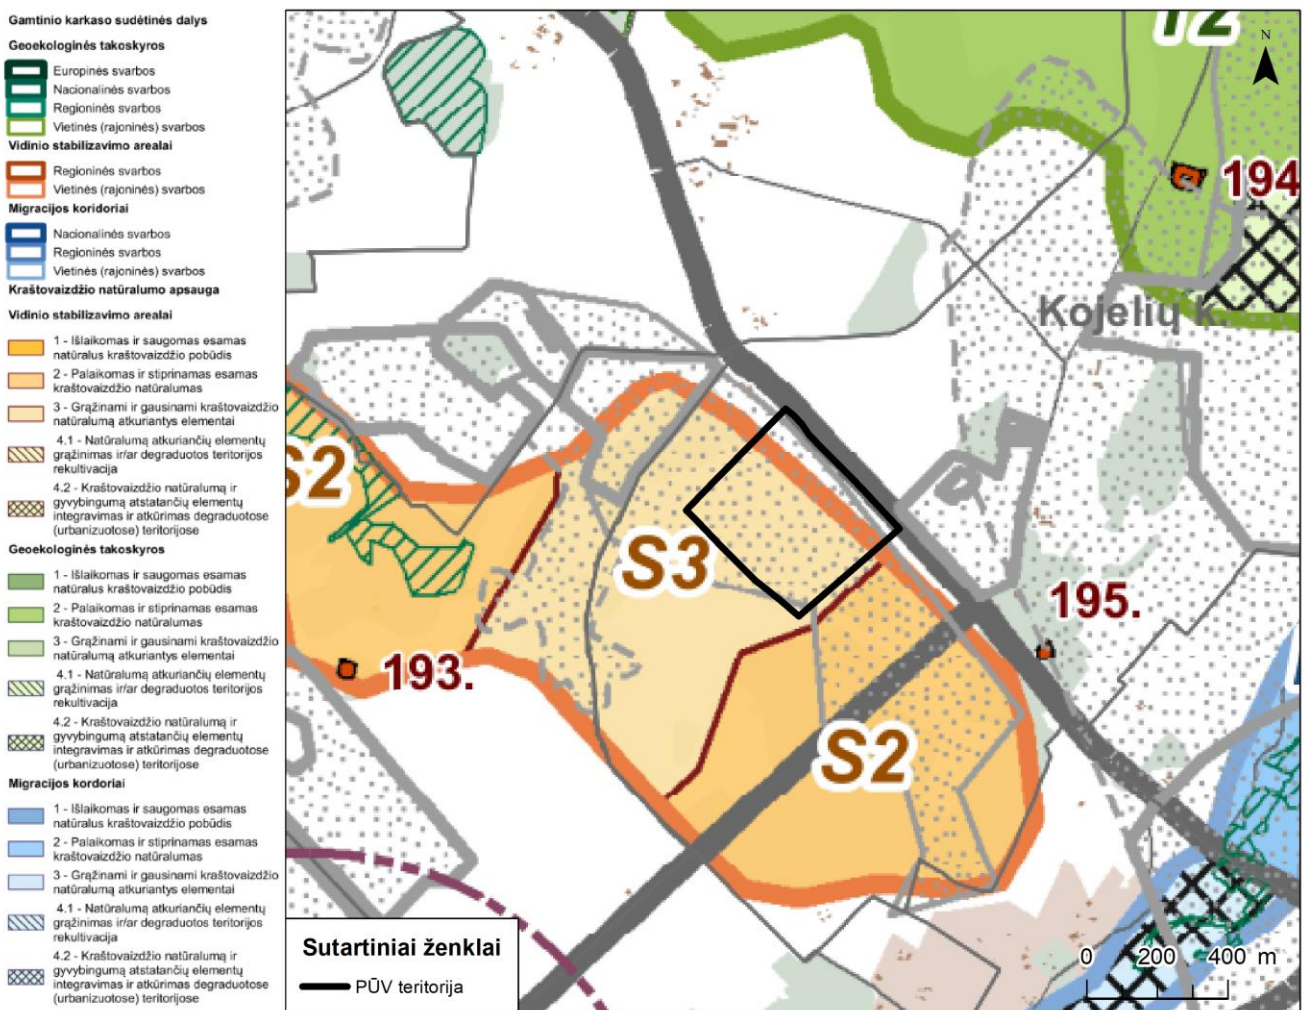 Gamtinio karkaso sudėtinės dalys
Geoekologinės takoskyros
Europinės svarbos
Nacionalinės svarbos
Regioninės svarbos
Vietinės (rajoninės) svarbos
Vidinio stabilizavimo arealai
Regioninės svarbos
Vietinės (rajoninės) svarbos
Migracijos koridoriai
Nacionalinės svarbos
Regioninės svarbos
Vietinės (rajoninės) svarbos
Kraštovaizdžio natūralumo apsauga
Vidinio stabilizavimo arealai
1 - Išlaikomas ir saugomas esamas
natūralus kraštovaizdžio pobūdis
2 - Palaikomas ir stiprinamas esamas
kraštovaizdžio natūralumas
3 - Grąžinami ir gausinami kraštovaizdžio
natūralumą atkuriantys elementai
4.1 - Natūralumą atkuriančių elementų
grąžinimas ir/ar degraduotos teritorijos
rekultivacija
4.2 - Kraštovaizdžio natūralumą ir
gyvybingumą atstatančių elementų
integravimas ir atkūrimas degraduotose
(urbanizuotose) teritorijose
Geoekologinės takoskyros
1 - Išlaikomas ir saugomas esamas
natūralus kraštovaizdžio pobūdis
2 - Palaikomas ir stiprinamas esamas
kraštovaizdžio natūralumas
3 - Grąžinami ir gausinami kraštovaizdžio
natūralumą atkuriantys elementai
4.1 - Natūralumą atkuriančių elementų
grąžinimas ir/ar degraduotos teritorijos
rekultivacija
4.2 - Kraštovaizdžio natūralumą ir
gyvybingumą atstatančių elementų
integravimas ir atkūrimas degraduotose
(urbanizuotose) teritorijose
Migracijos kordoriai
1 - Išlaikomas ir saugomas esamas
natūralus kraštovaizdžio pobūdis
2 - Palaikomas ir stiprinamas esamas
kraštovaizdžio natūralumas
3 - Grąžinami ir gausinami kraštovaizdžio
natūralumą atkuriantys elementai
4.1 - Natūralumą atkuriančių elementų
grąžinimas ir/ar degraduotos teritorijos
rekultivacija
4.2 - Kraštovaizdžio natūralumą ir
gyvybingumą atstatančių elementų
integravimas ir atkūrimas degraduotose
(urbanizuotose) teritorijose
N
194
Kojelių k.
S2
S3
195.
193.
S2
Sutartiniai ženklai
PŪV teritorija
0 200 400 m